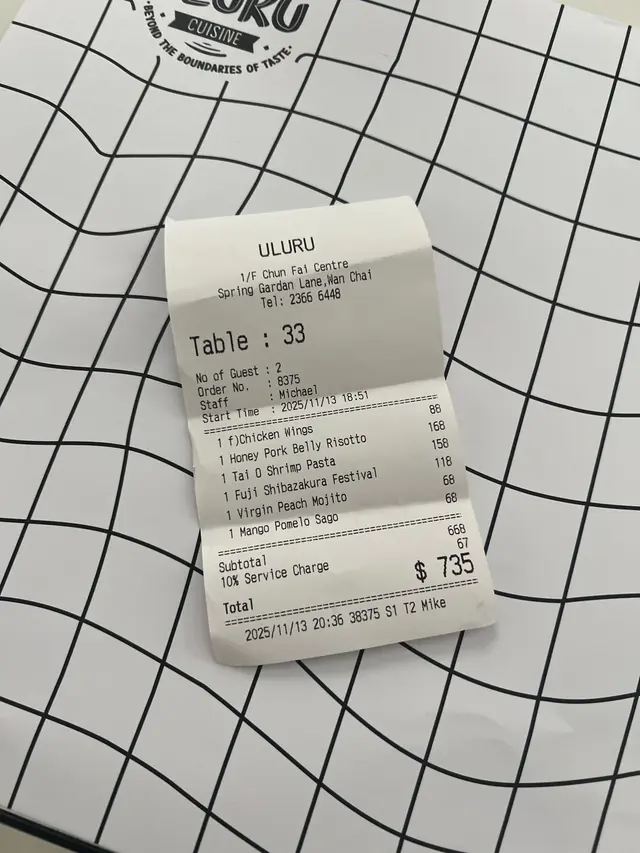 CUISINE
BEYOND THE BOUNDARIES OF TASTE
ULURU
1/F Chun Fai Centre
Spring Gardan Lane,Wan Chai
Tel: 2366 6448
Table : 33
No of Guest : 2
Order No. : 8375
Staff : Michael
Start Time : 2025/11/13 18:51
1 f)Chicken Wings 88
1 Honey Pork Belly Risotto 168
1 Tai O Shrimp Pasta 158
1 Fuji Shibazakura Festival 118
1 Virgin Peach Mojito 68
1 Mango Pomelo Sago 68
Subtotal 668
10% Service Charge 67
Total $ 735
2025/11/13 20:36 38375 S1 T2 Mike